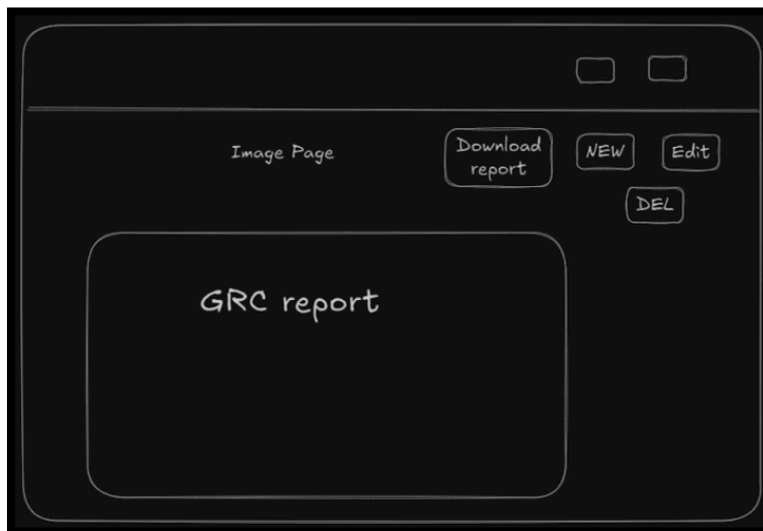 Image Page
Download
report
NEW
Edit
DEL
GRC report